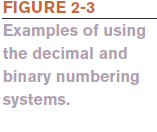 FIGURE 2-3
Examples of using
the decimal and
binary numbering
systems.